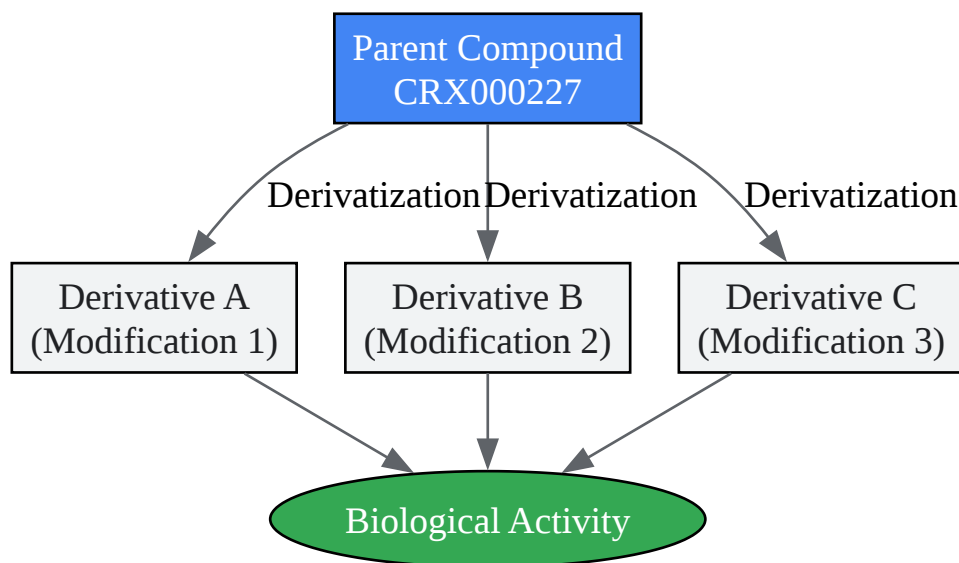 Parent Compound
CRX000227
Derivatization Derivatization Derivatization
Derivative A
(Modification 1)
Derivative B
(Modification 2)
Derivative C
(Modification 3)
Biological Activity